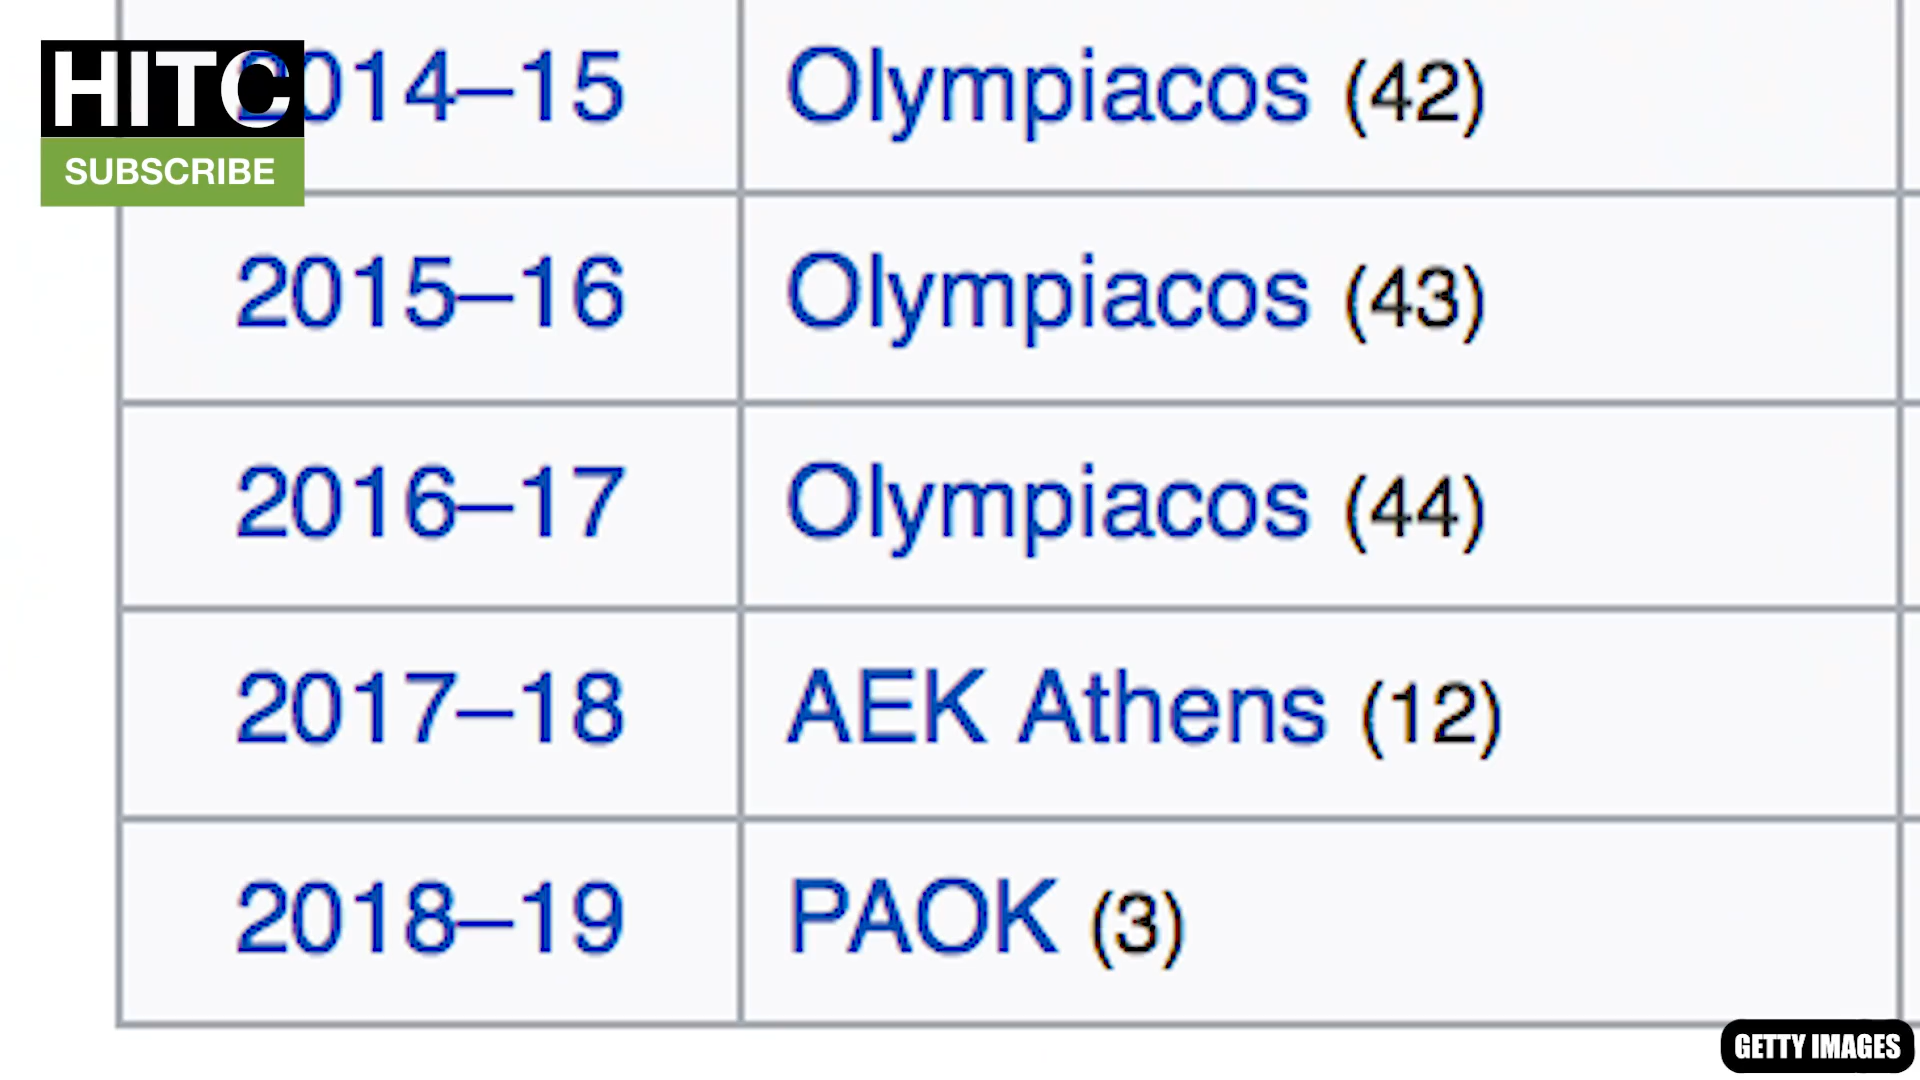 HITC
SUBSCRIBE
2014–15 Olympiacos (42)
2015–16 Olympiacos (43)
2016–17 Olympiacos (44)
2017–18 AEK Athens (12)
2018–19 PAOK (3)
GETTY IMAGES